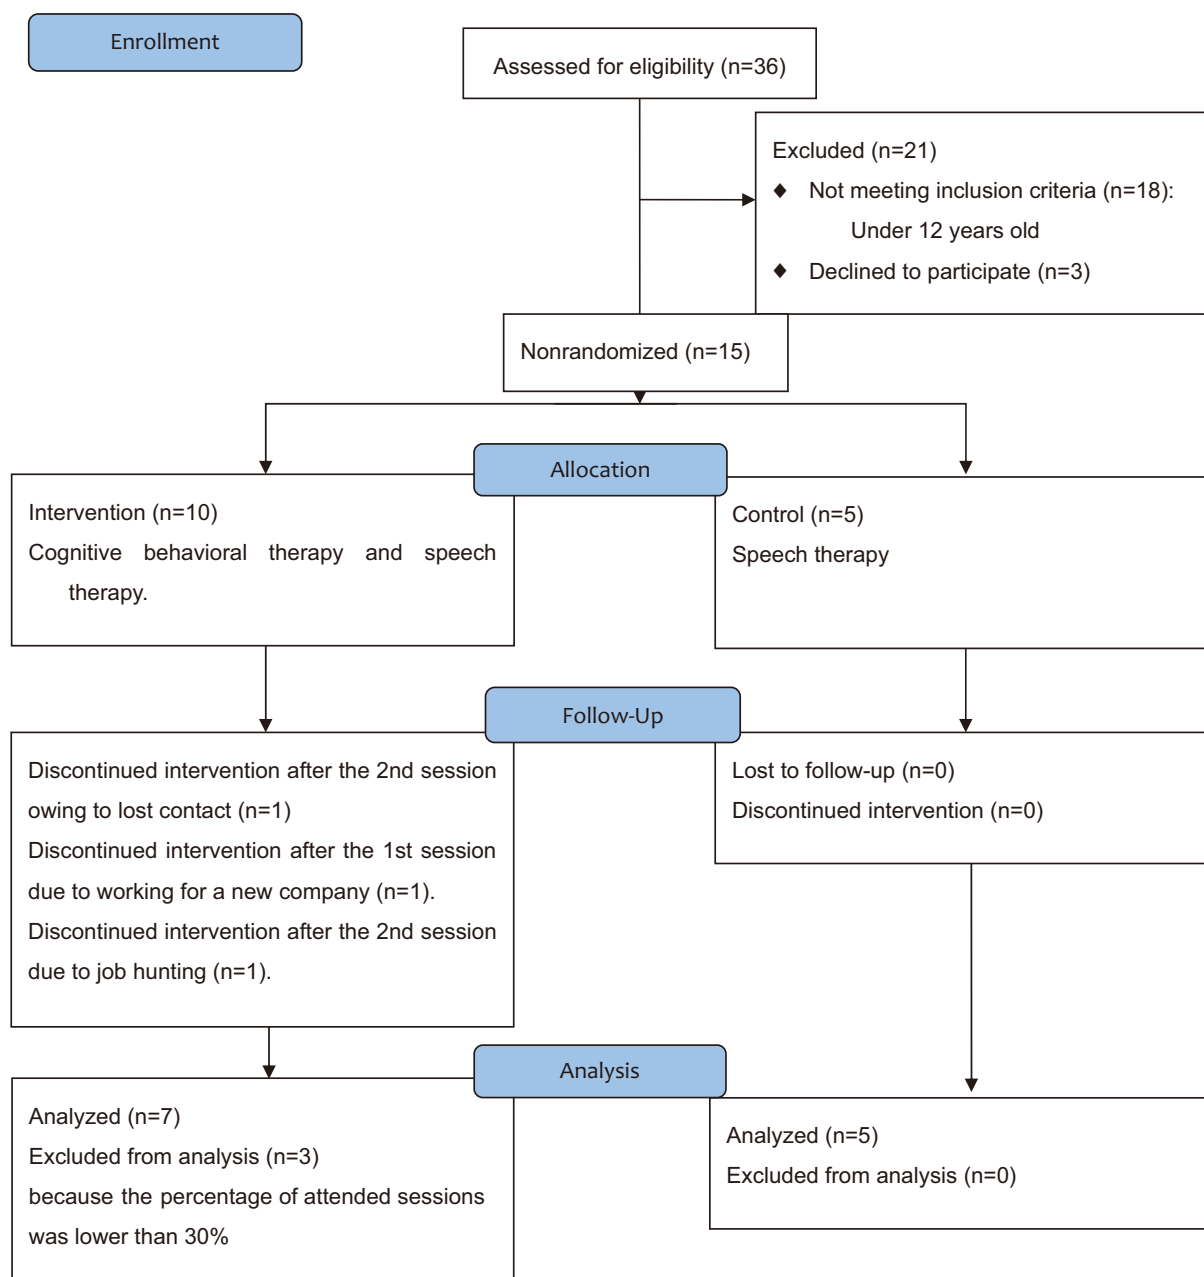 Enrollment
Assessed for eligibility (n=36)
Excluded (n=21)
♦ Not meeting inclusion criteria (n=18):
Under 12 years old
♦ Declined to participate (n=3)
Nonrandomized (n=15)
Allocation
Intervention (n=10)
Cognitive behavioral therapy and speech
therapy.
Control (n=5)
Speech therapy
Follow-Up
Discontinued intervention after the 2nd session
owing to lost contact (n=1)
Discontinued intervention after the 1st session
due to working for a new company (n=1).
Discontinued intervention after the 2nd session
due to job hunting (n=1).
Lost to follow-up (n=0)
Discontinued intervention (n=0)
Analysis
Analyzed (n=7)
Excluded from analysis (n=3)
because the percentage of attended sessions
was lower than 30%
Analyzed (n=5)
Excluded from analysis (n=0)